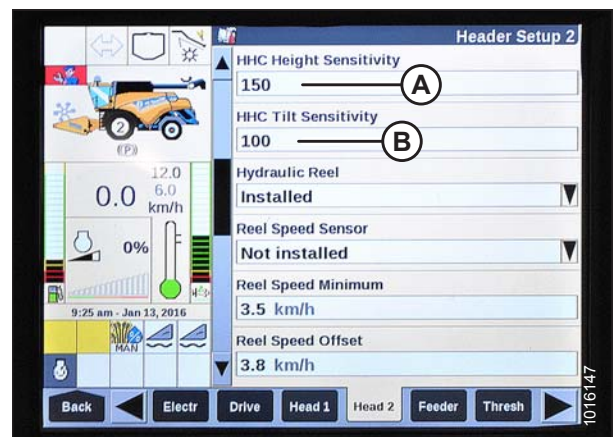 Header Setup 2
HHC Height Sensitivity
150
A
HHC Tilt Sensitivity
100
B
Hydraulic Reel
Installed
Reel Speed Sensor
Not installed
Reel Speed Minimum
3.5 km/h
Reel Speed Offset
3.8 km/h
2
(P)
12.0
0.0 6.0
km/h
0%
9:25 am - Jan 13, 2016
MAN
Back Electr Drive Head 1 Head 2 Feeder Thresh
1016147